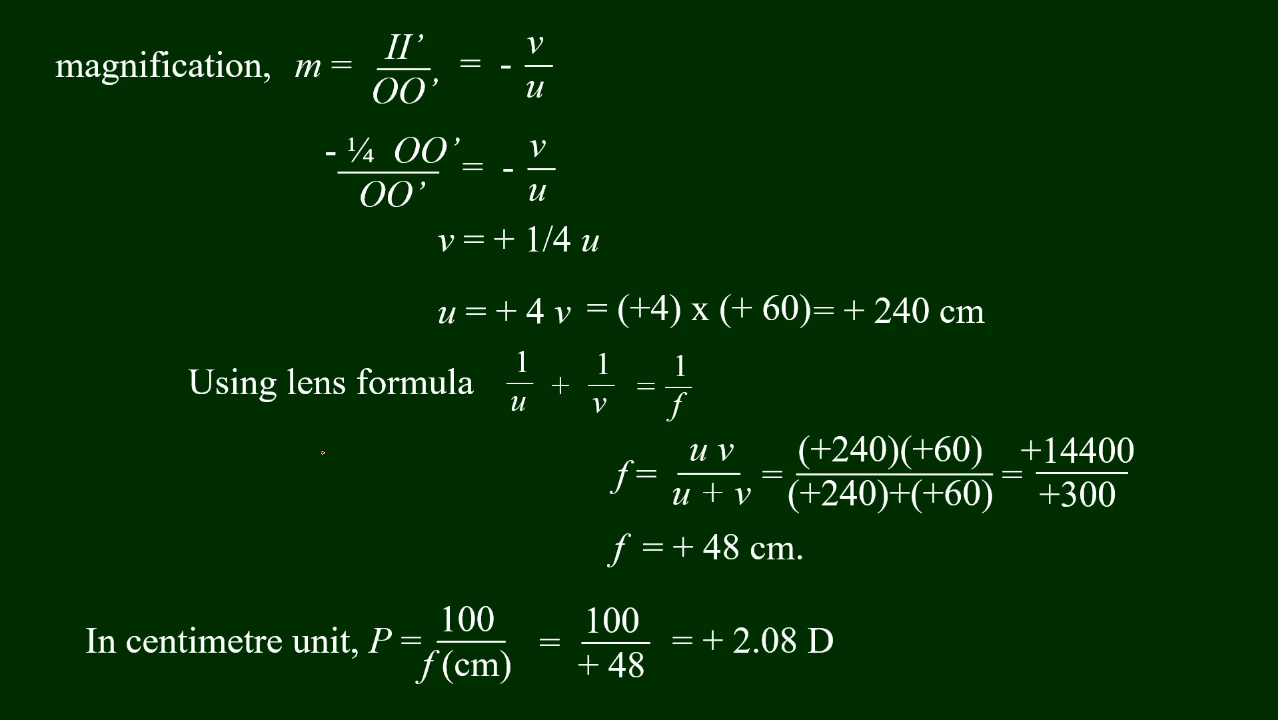 magnification, m = II’/OO’ = - v/u
- ¼ OO’/OO’ = - v/u
v = + 1/4 u
u = + 4 v = (+4) x (+ 60)= + 240 cm
Using lens formula 1/u + 1/v = 1/f
f = u v/u + v = (+240)(+60)/(+240)+(+60) = +14400/+300
f = + 48 cm.
In centimetre unit, P = 100/f (cm) = 100/+ 48 = + 2.08 D